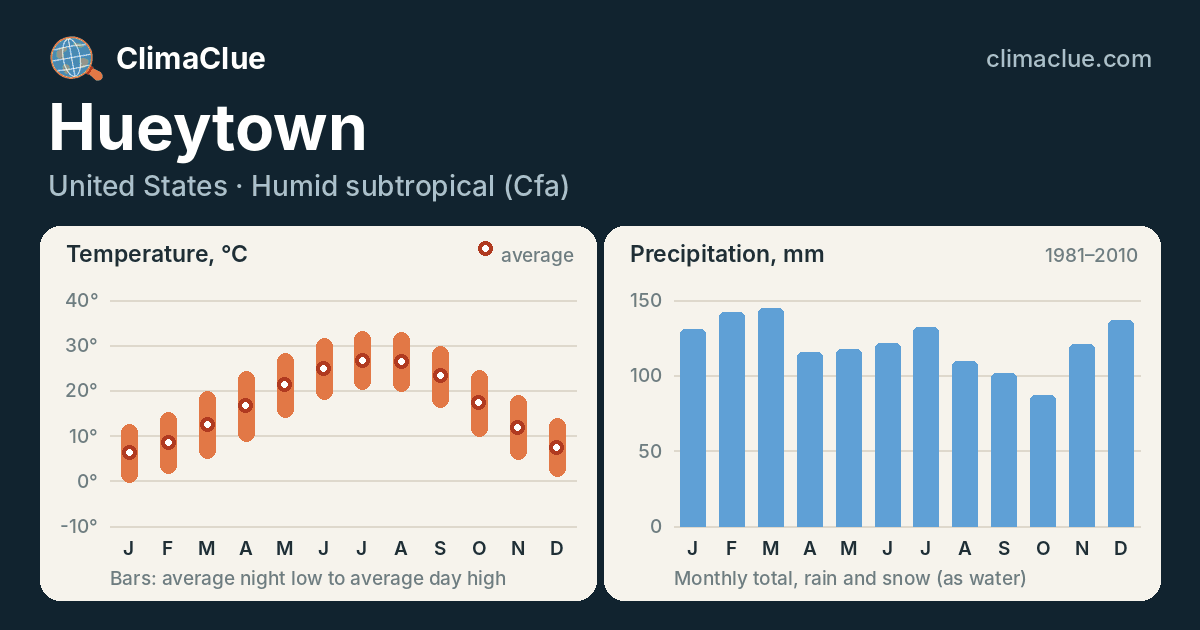 ClimaClue
climaclue.com
Hueytown
United States · Humid subtropical (Cfa)
Temperature, °C
average
40°
30°
20°
10°
0°
-10°
J F M A M J J A S O N D
Bars: average night low to average day high
Precipitation, mm
1981–2010
150
100
50
0
J F M A M J J A S O N D
Monthly total, rain and snow (as water)